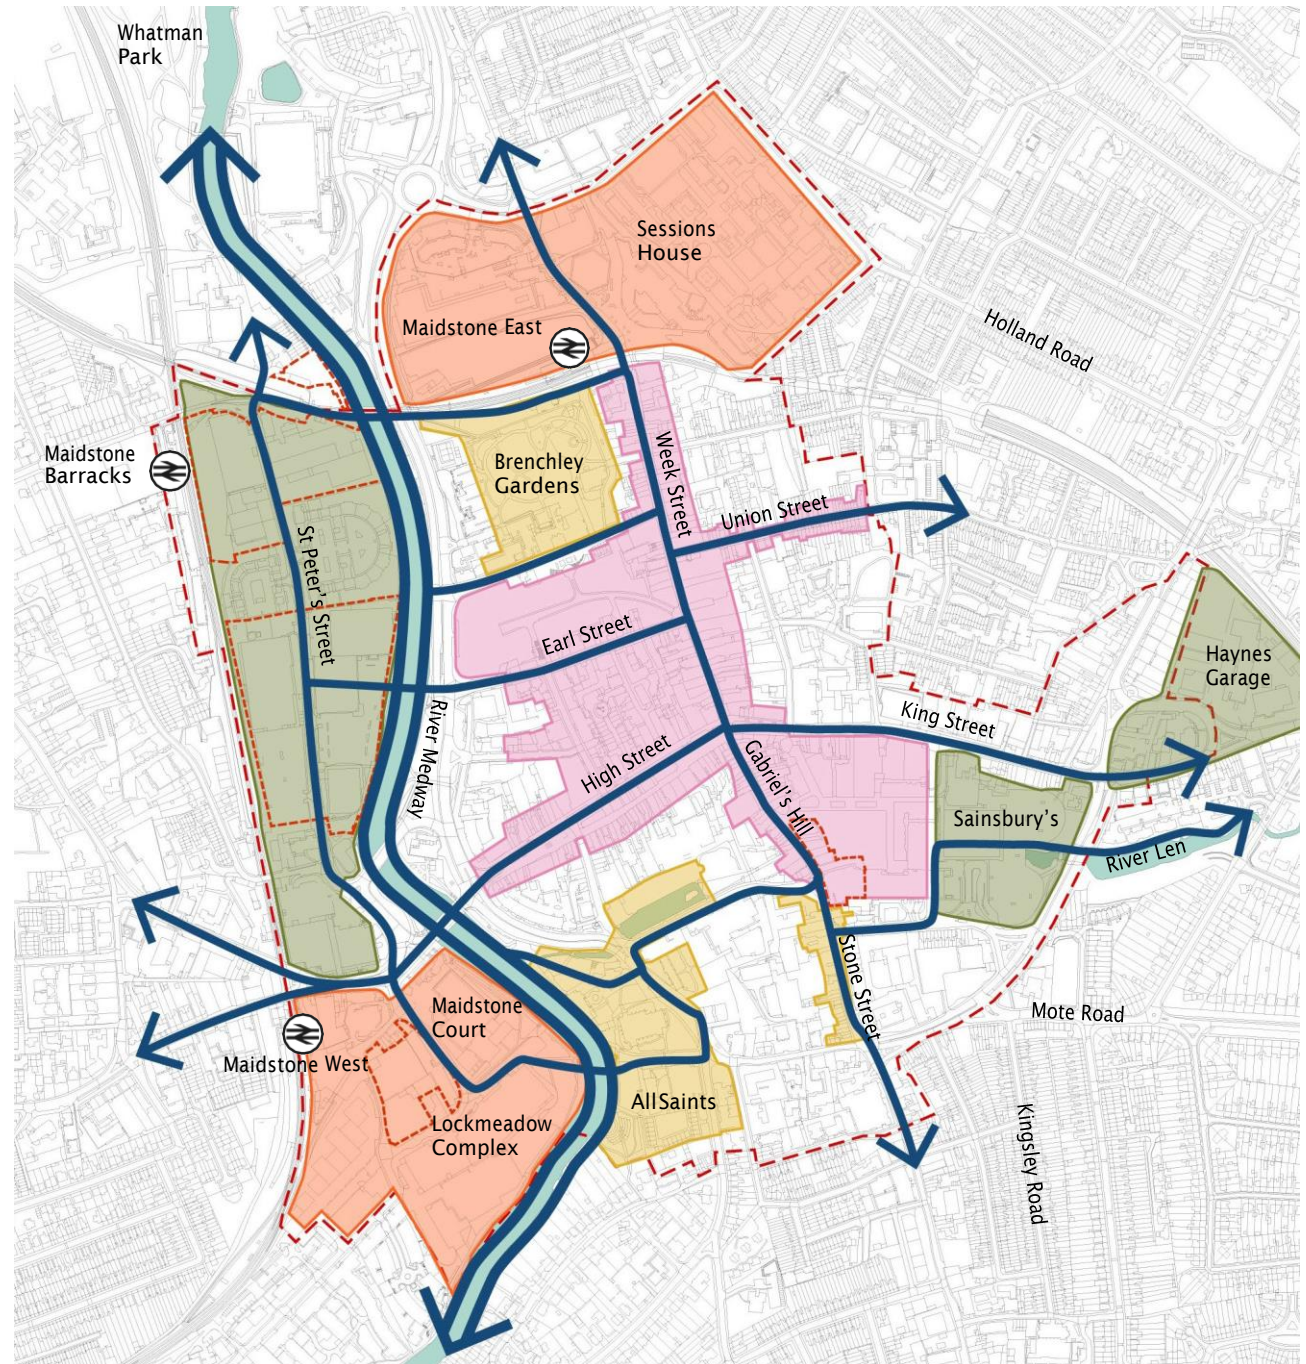 Whatman
Park
Sessions
House
Maidstone East
Holland Road
Maidstone
Barracks
Brenchley
Gardens
Week Street
Union Street
St Peter's Street
Earl Street
Haynes
Garage
King Street
River Medway
High Street
Gabriel's Hill
Sainsbury's
River Len
Stone Street
Maidstone
Court
Mote Road
Maidstone West
All Saints
Lockmeadow
Complex
Kingsley Road